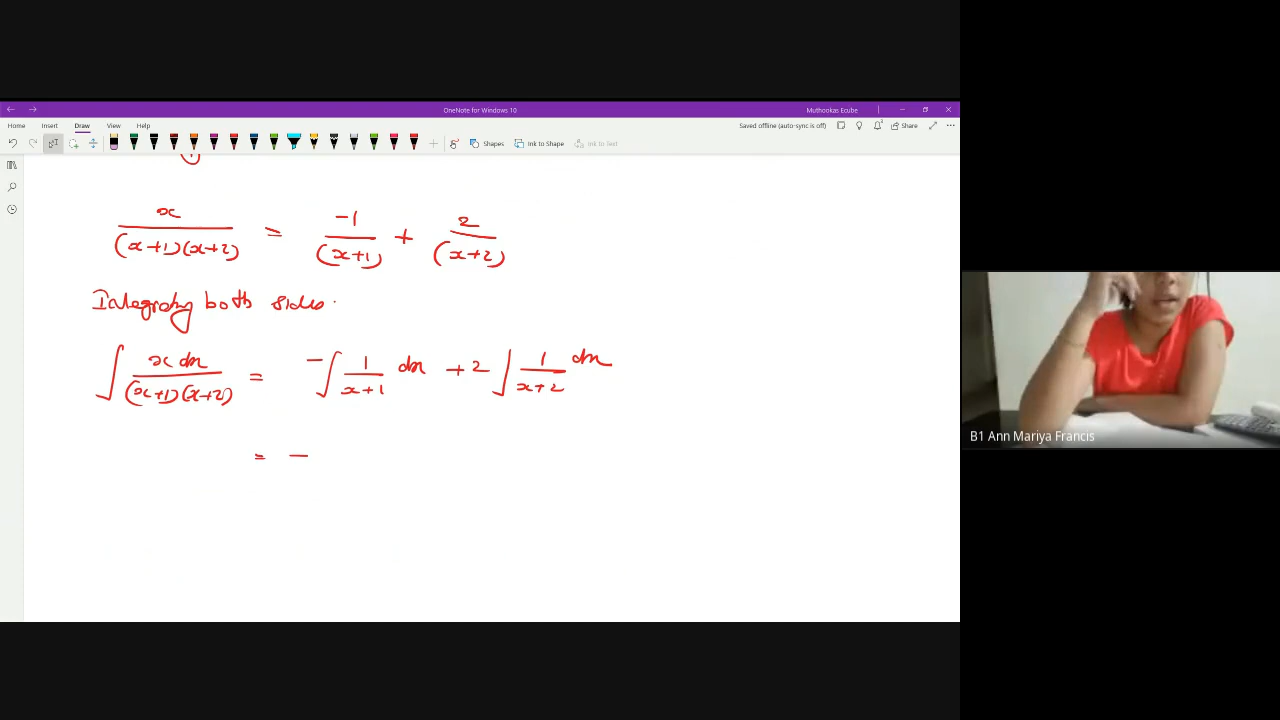 OneNote for Windows 10
Muthookas Ecube
Home Insert Draw View Help
Saved offline (auto-sync is off)
Share
Shapes
Ink to Shape
Ink to Text
x/((x+1)(x+2)) = -1/(x+1) + 2/(x+2)
Integrating both sides.
∫ x dx/((x+1)(x+2)) = -∫ 1/(x+1) dx + 2 ∫ 1/(x+2) dx
= -
B1 Ann Mariya Francis